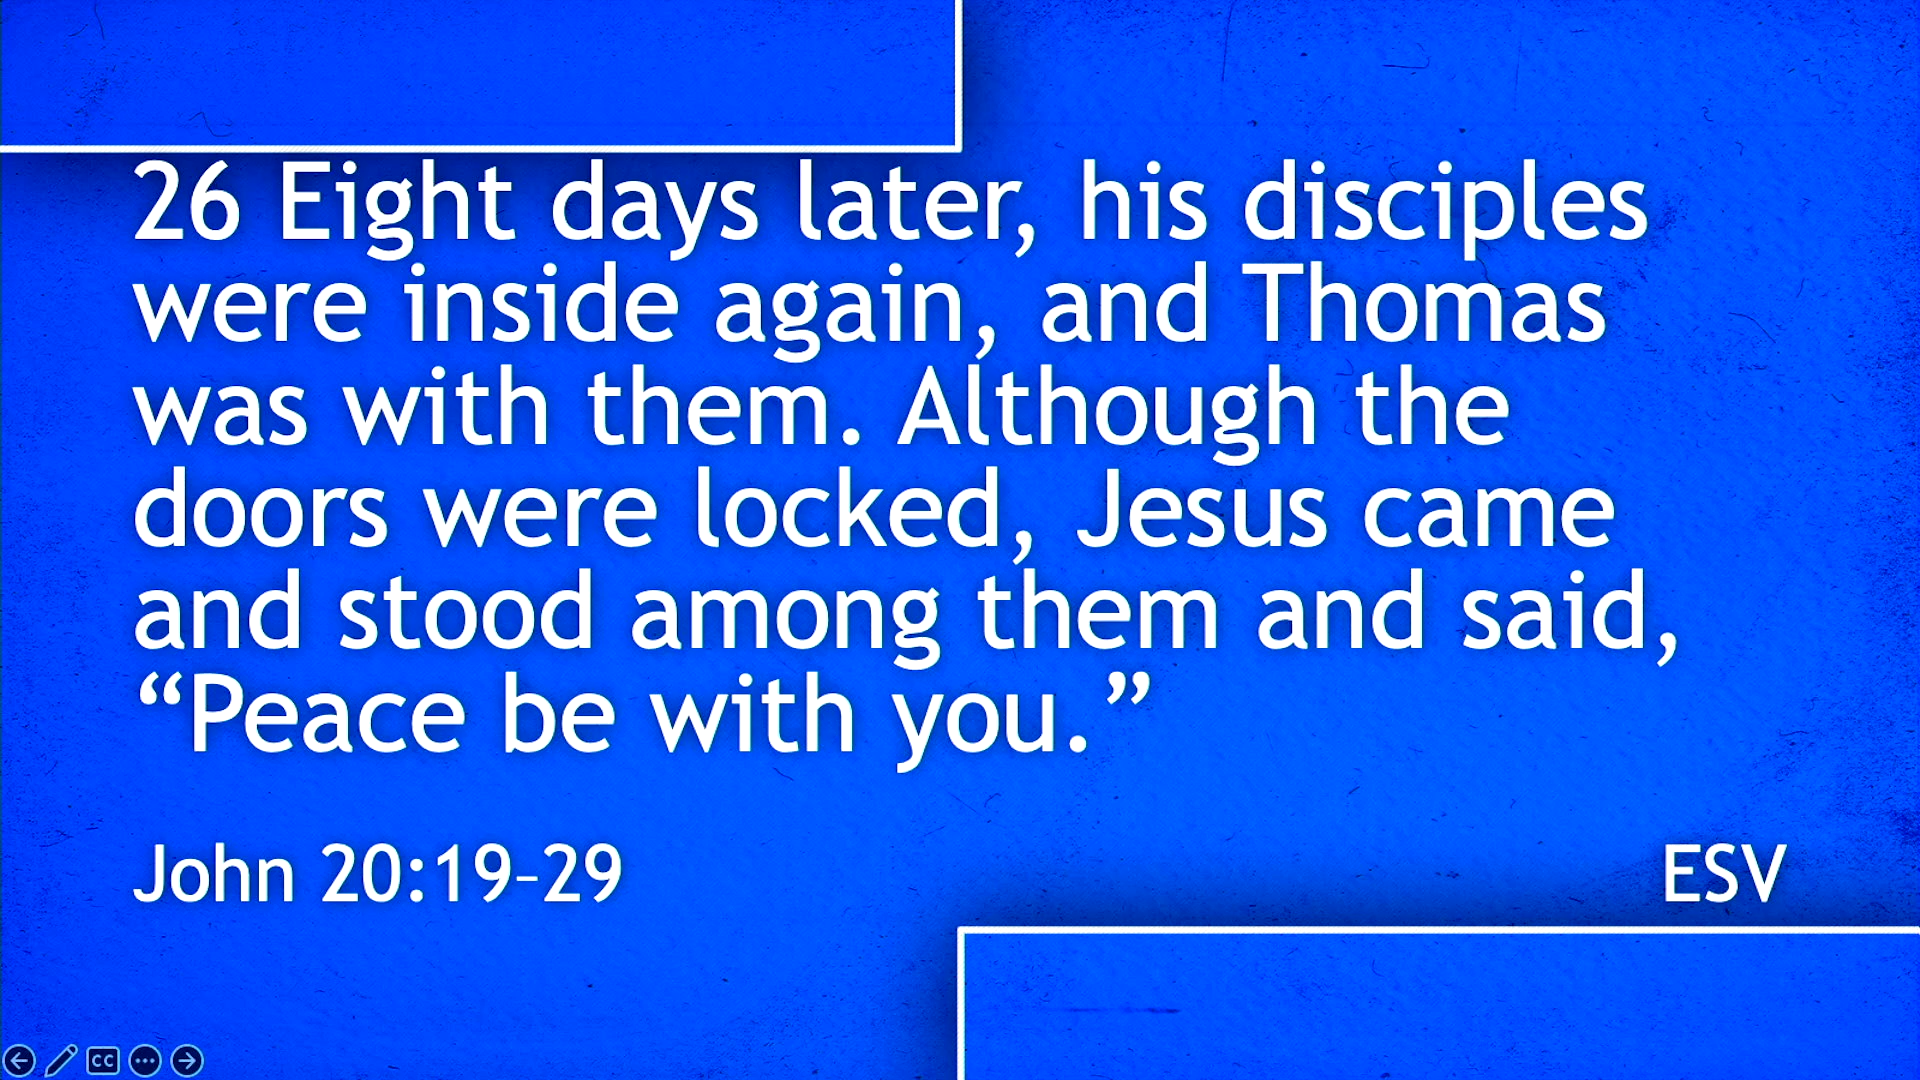 26 Eight days later, his disciples
were inside again, and Thomas
was with them. Although the
doors were locked, Jesus came
and stood among them and said,
“Peace be with you.”
John 20:19–29
ESV
CC